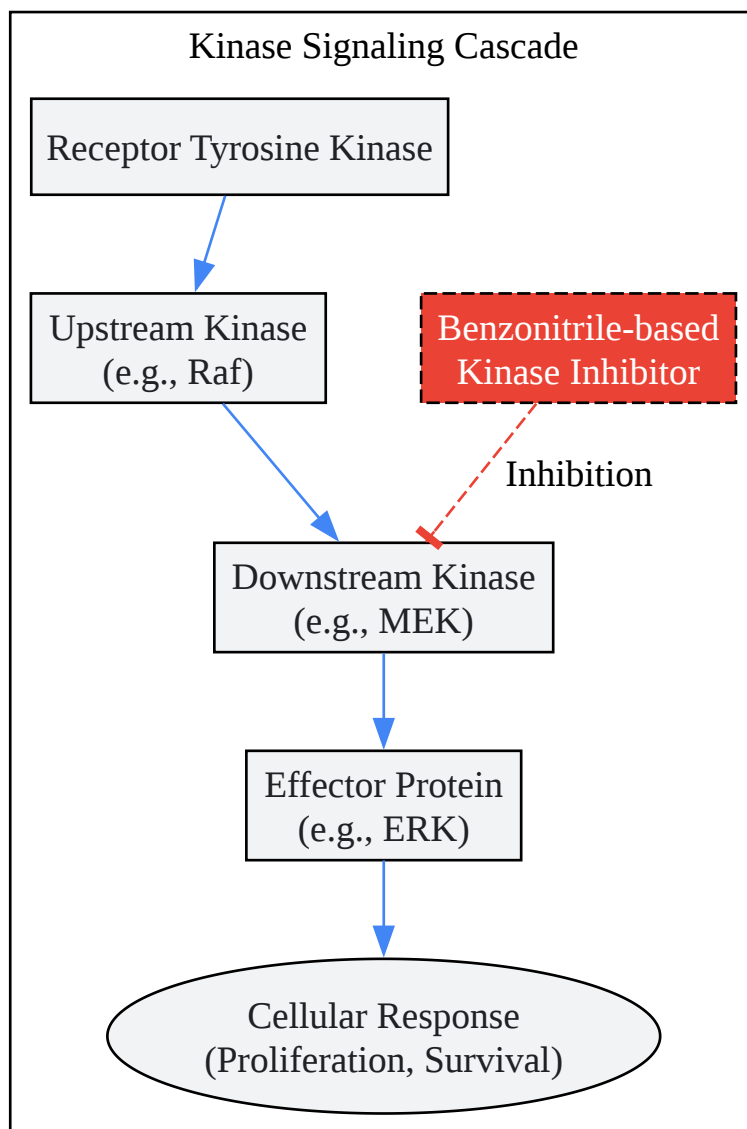 Kinase Signaling Cascade
Receptor Tyrosine Kinase
Upstream Kinase
(e.g., Raf)
Benzonitrile-based
Kinase Inhibitor
Inhibition
Downstream Kinase
(e.g., MEK)
Effector Protein
(e.g., ERK)
Cellular Response
(Proliferation, Survival)